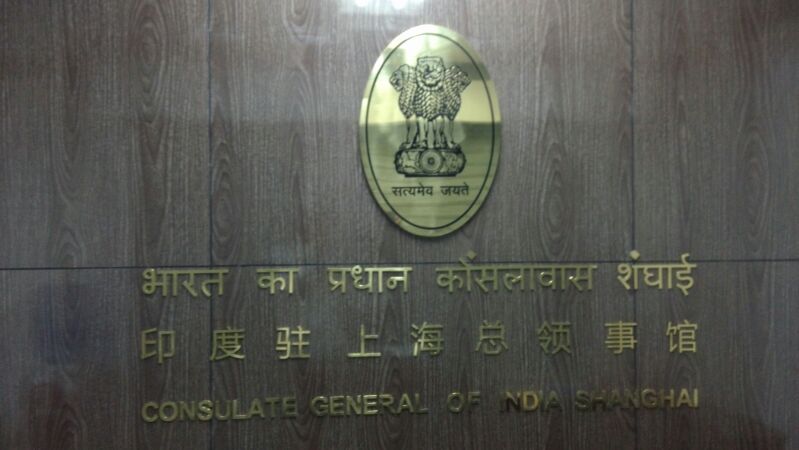 सत्यमेव जयते
भारत का प्रधान कोंसलावास शंघाई
印度驻上海总领事馆
CONSULATE GENERAL OF INDIA SHANGHAI